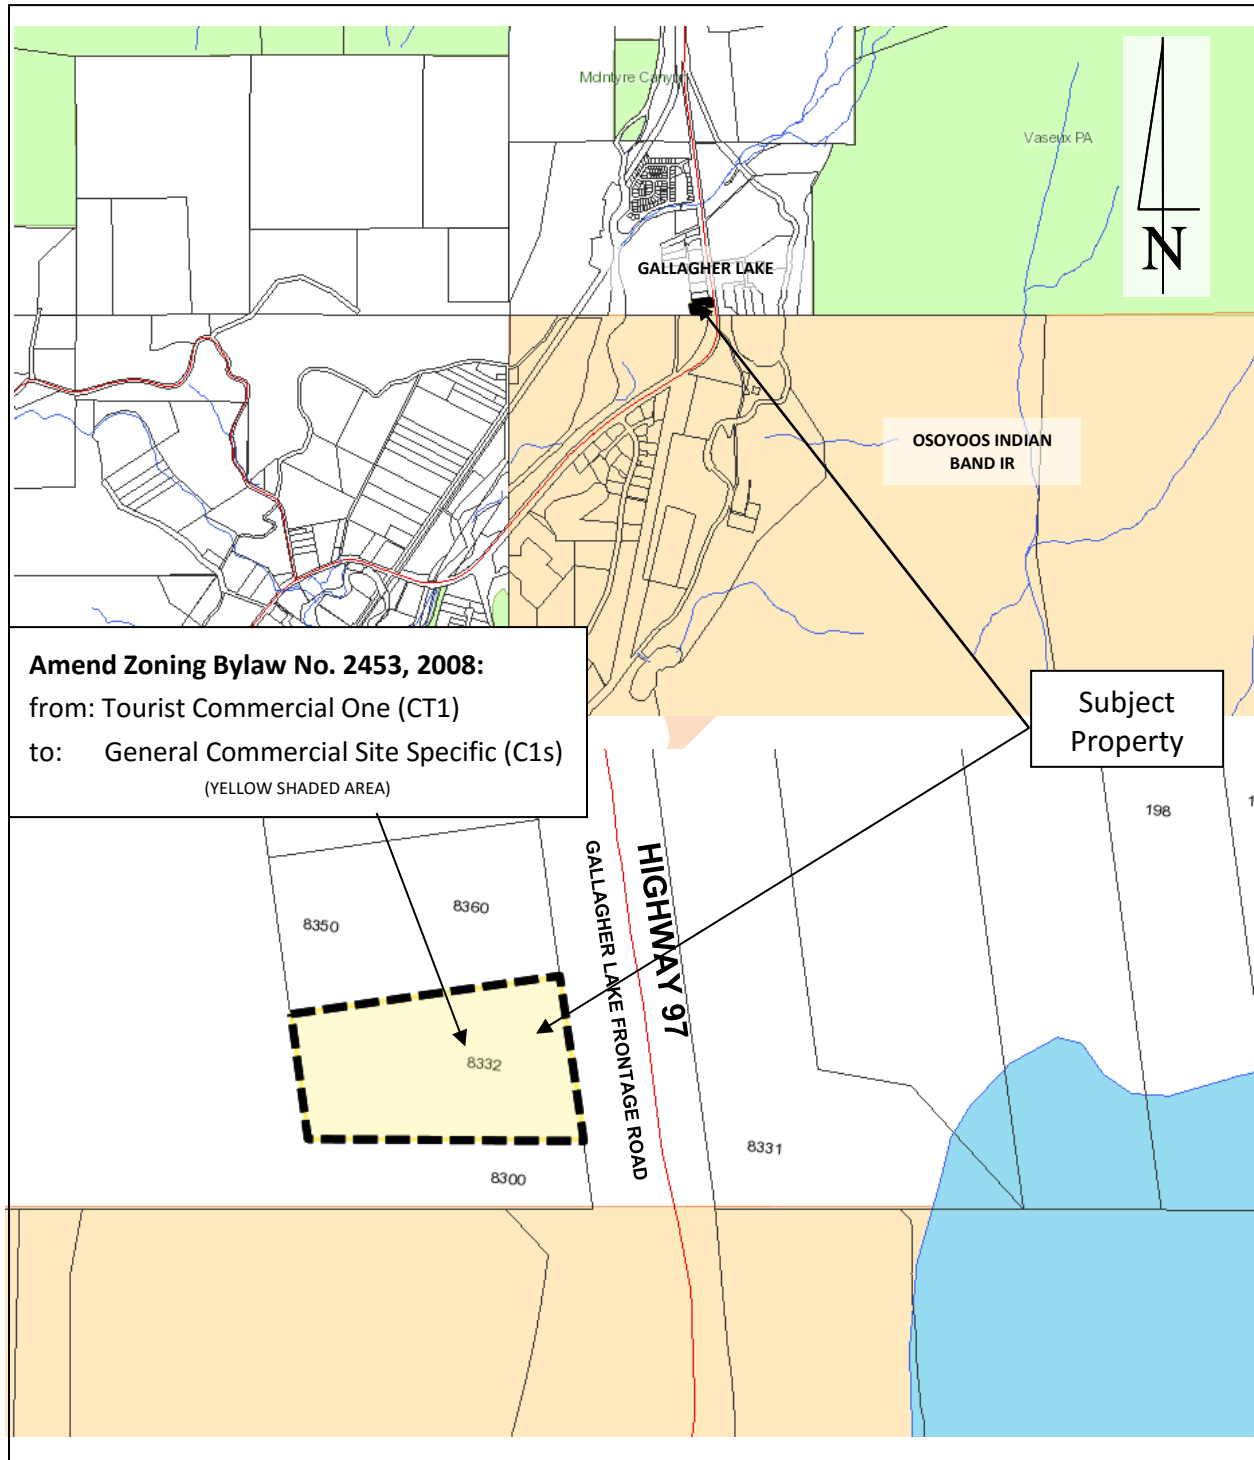 McIntyre Canyon
Vaseux PA
N
GALLAGHER LAKE
OSOYOOS INDIAN
BAND IR
Amend Zoning Bylaw No. 2453, 2008:
from: Tourist Commercial One (CT1)
to: General Commercial Site Specific (C1s)
(YELLOW SHADED AREA)
Subject
Property
198
1
8350
8360
GALLAGHER LAKE FRONTAGE ROAD
HIGHWAY 97
8332
8331
8300